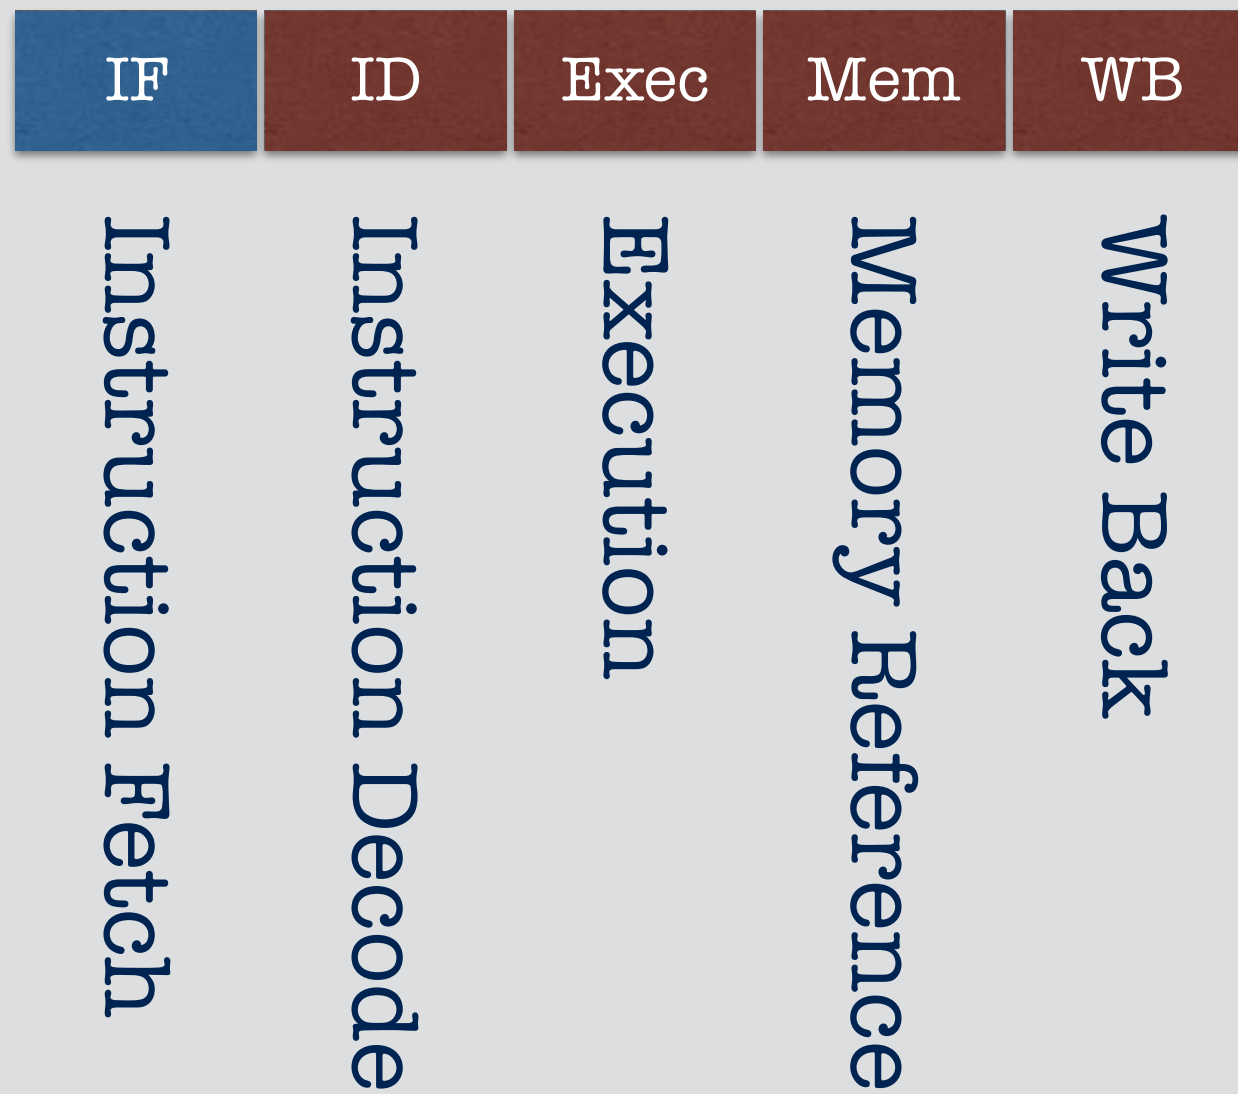 IF ID Exec Mem WB
Instruction Fetch
Instruction Decode
Execution
Memory Reference
Write Back